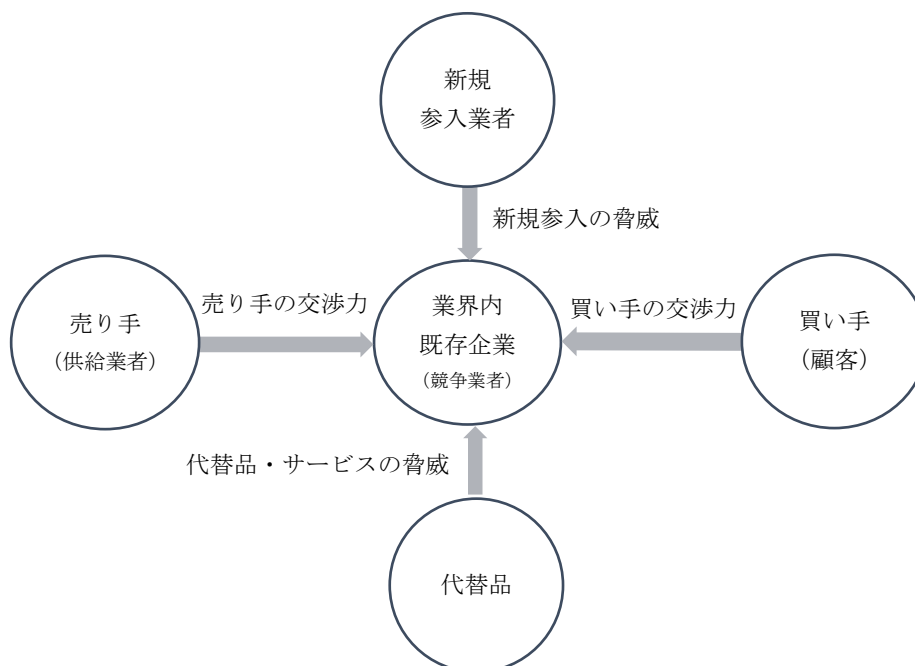 新規
参入業者
新規参入の脅威
売り手の交渉力
売り手
（供給業者）
業界内
既存企業
（競争業者）
買い手の交渉力
買い手
（顧客）
代替品・サービスの脅威
代替品